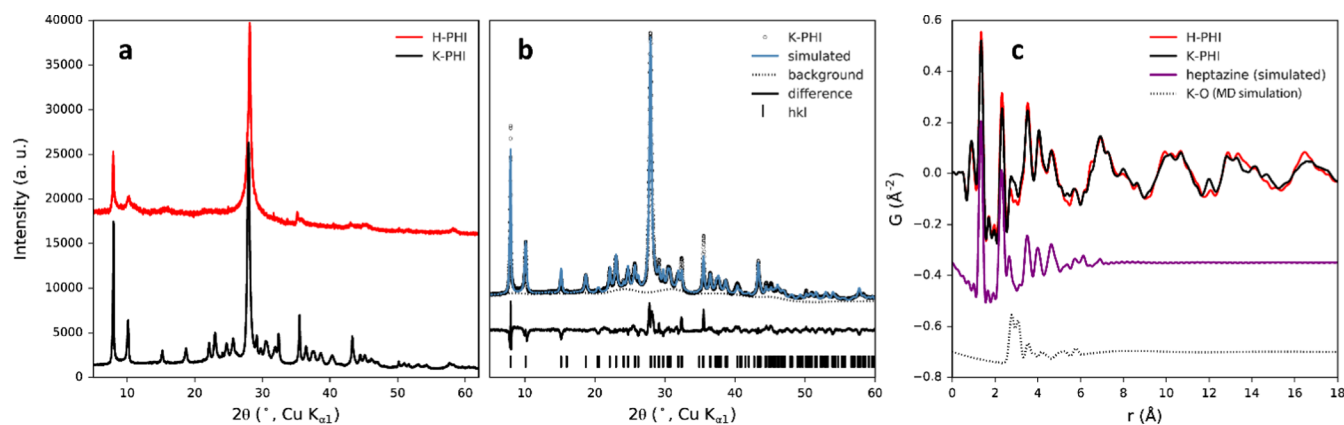 a
H-PHI
K-PHI
40000
35000
30000
25000
20000
15000
10000
5000
0
Intensity (a. u.)
10
20
30
40
50
60
2θ (°, Cu Kα1)
b
K-PHI
simulated
background
difference
hkl
10
20
30
40
50
60
2θ (°, Cu Kα1)
c
H-PHI
K-PHI
heptazine (simulated)
K-O (MD simulation)
0.6
0.4
0.2
0.0
−0.2
−0.4
−0.6
−0.8
G (Å-2)
0
2
4
6
8
10
12
14
16
18
r (Å)